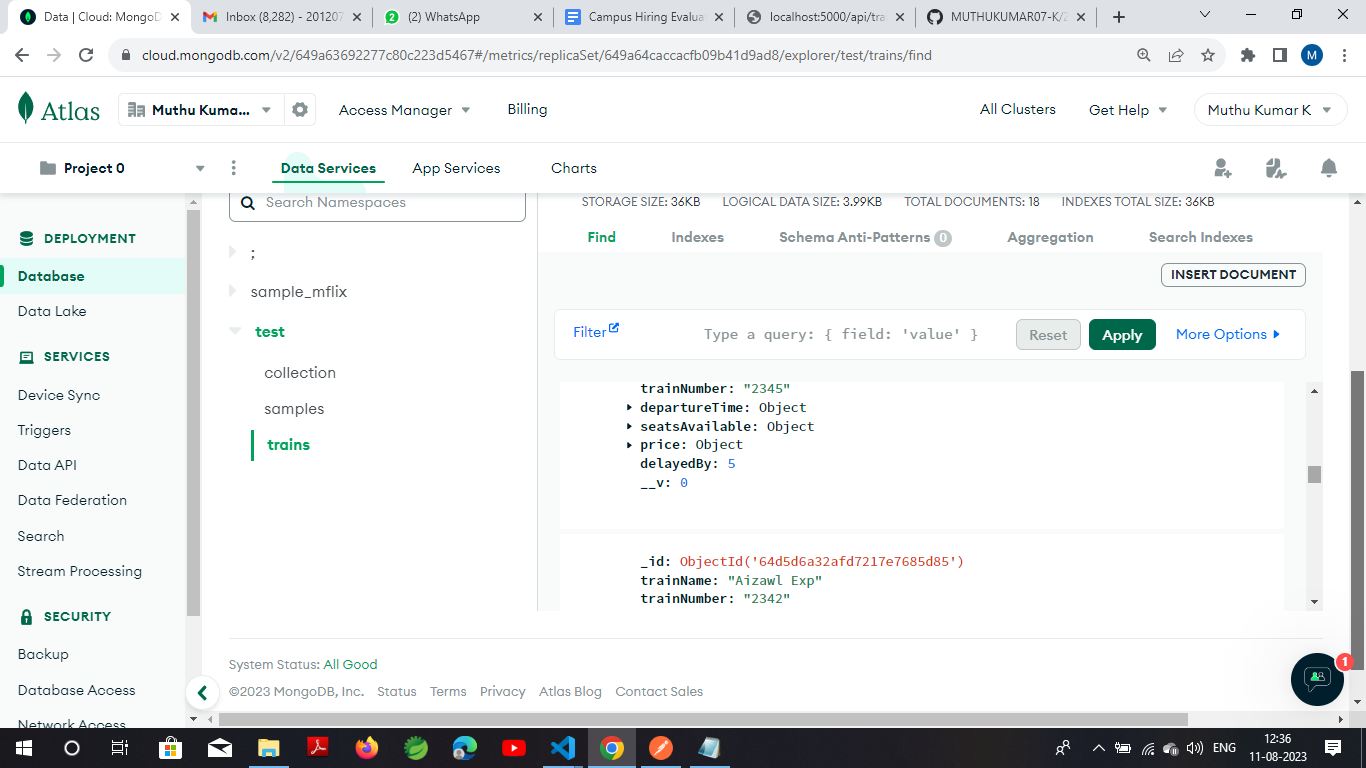 Data | Cloud: MongoD
Inbox (8,282) - 201207
2
(2) WhatsApp
Campus Hiring Evaluat
localhost:5000/api/tra
MUTHUKUMAR07-K/2
cloud.mongodb.com/v2/649a63692277c80c223d5467#/metrics/replicaSet/649a64caccacfb09b41d9ad8/explorer/test/trains/find
M
Atlas
Muthu Kuma...
Access Manager
Billing
All Clusters
Get Help
Muthu Kumar K
Project 0
Data Services
App Services
Charts
DEPLOYMENT
Database
Data Lake
SERVICES
Device Sync
Triggers
Data API
Data Federation
Search
Stream Processing
SECURITY
Backup
Database Access
Network Access
Search Namespaces
;
sample_mflix
test
collection
samples
trains
STORAGE SIZE: 36KB LOGICAL DATA SIZE: 3.99KB TOTAL DOCUMENTS: 18 INDEXES TOTAL SIZE: 36KB
Find Indexes Schema Anti-Patterns 0 Aggregation Search Indexes
INSERT DOCUMENT
Filter Type a query: { field: 'value' } Reset Apply More Options
trainNumber: "2345"
departureTime: Object
seatsAvailable: Object
price: Object
delayedBy: 5
__v: 0
_id: ObjectId('64d5d6a32afd7217e7685d85')
trainName: "Aizawl Exp"
trainNumber: "2342"
System Status: All Good
©2023 MongoDB, Inc. Status Terms Privacy Atlas Blog Contact Sales
1
ENG
12:36
11-08-2023